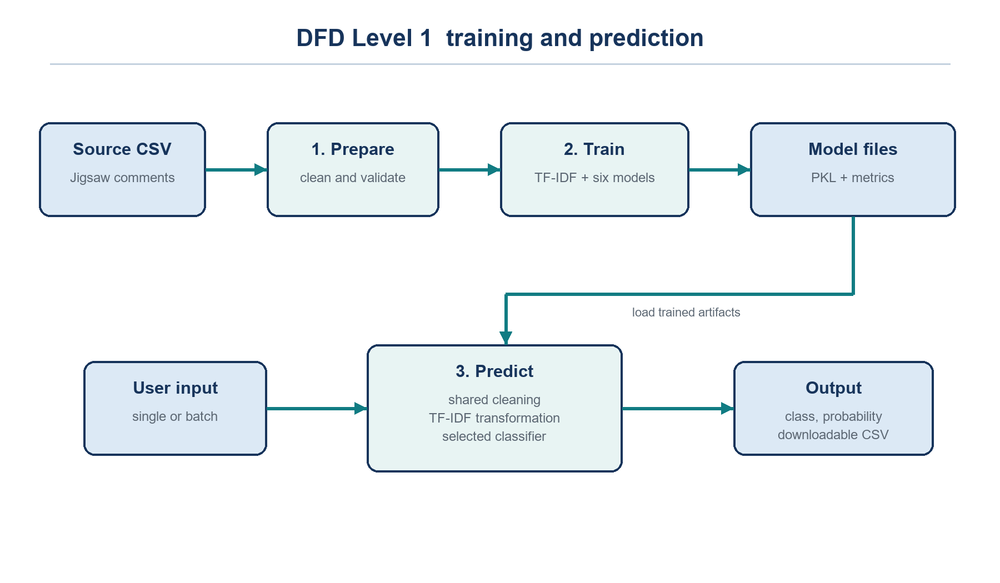 DFD Level 1  training and prediction
Source CSV
Jigsaw comments
1. Prepare
clean and validate
2. Train
TF-IDF + six models
Model files
PKL + metrics
load trained artifacts
User input
single or batch
3. Predict
shared cleaning
TF-IDF transformation
selected classifier
Output
class, probability
downloadable CSV